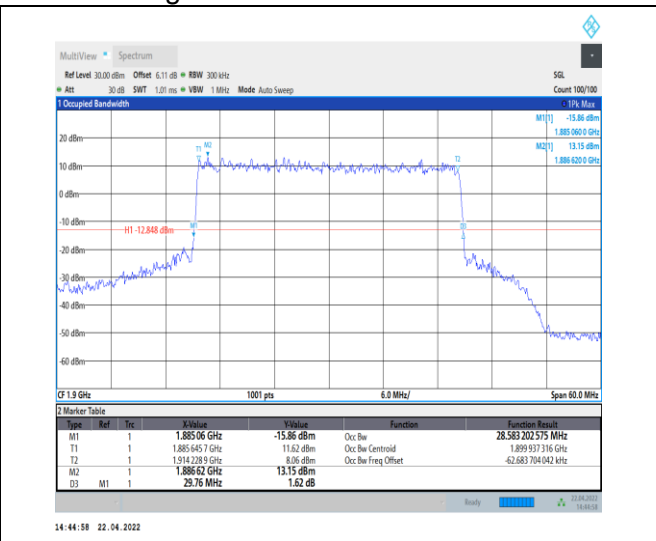 MultiView Spectrum
Ref Level 30.00 dBm Offset 6.11 dB RBW 300 kHz SGL
Att 30 dB SWT 1.01 ms VBW 1 MHz Mode Auto Sweep Count 100/100
1 Occupied Bandwidth 1Pk Max
M1[1] -15.86 dBm
1.885 060 0 GHz
M2[1] 13.15 dBm
1.886 620 0 GHz
20 dBm
T1 M2 T2
10 dBm
0 dBm
-10 dBm
H1 -12.848 dBm M1 D3
-20 dBm
-30 dBm
-40 dBm
-50 dBm
-60 dBm
CF 1.9 GHz 1001 pts 6.0 MHz/ Span 60.0 MHz
2 Marker Table
Type Ref Trc X-Value Y-Value Function Function Result
M1 1 1.885 06 GHz -15.86 dBm Occ Bw 28.583 202 575 MHz
T1 1 1.885 645 7 GHz 11.62 dBm Occ Bw Centroid 1.899 937 316 GHz
T2 1 1.914 228 9 GHz 8.06 dBm Occ Bw Freq Offset -62.683 704 042 kHz
M2 1 1.886 62 GHz 13.15 dBm
D3 M1 1 29.76 MHz 1.62 dB
Ready 22.04.2022
14:44:58
14:44:58 22.04.2022